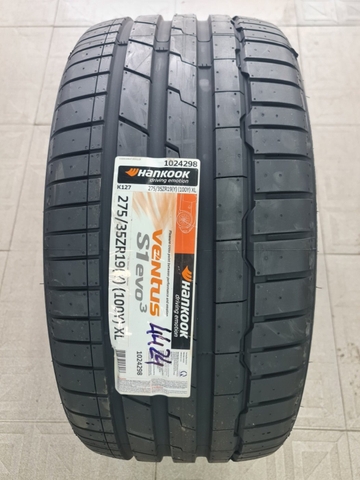 1024298
HANKOOK
driving emotion
K127
275/35ZR19(Y) (100Y) XL
275/35ZR19(Y) (100Y) XL
ventus
S1 evo3
HANKOOK
driving emotion
1024298
4424